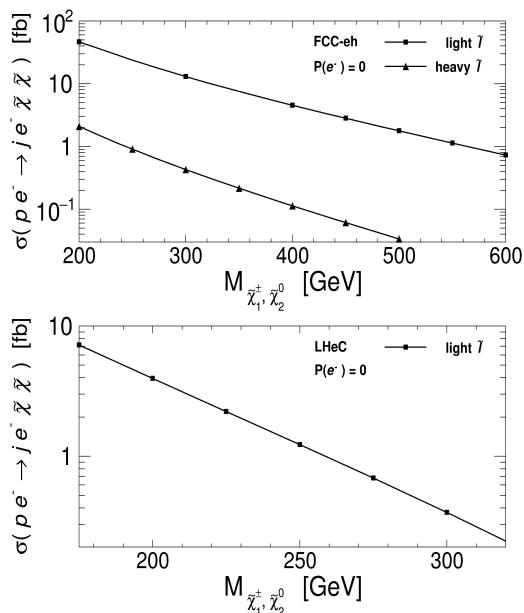 σ( p e⁻ → j e⁻ χ̃ χ̃ ) [fb]
10²
10
1
10⁻¹
FCC-eh
P(e⁻) = 0
light l̃
heavy l̃
200 300 400 500 600
M χ̃₁±, χ̃₂⁰ [GeV]
σ( p e⁻ → j e⁻ χ̃ χ̃ ) [fb]
10
1
LHeC
P(e⁻) = 0
light l̃
200 250 300
M χ̃₁±, χ̃₂⁰ [GeV]